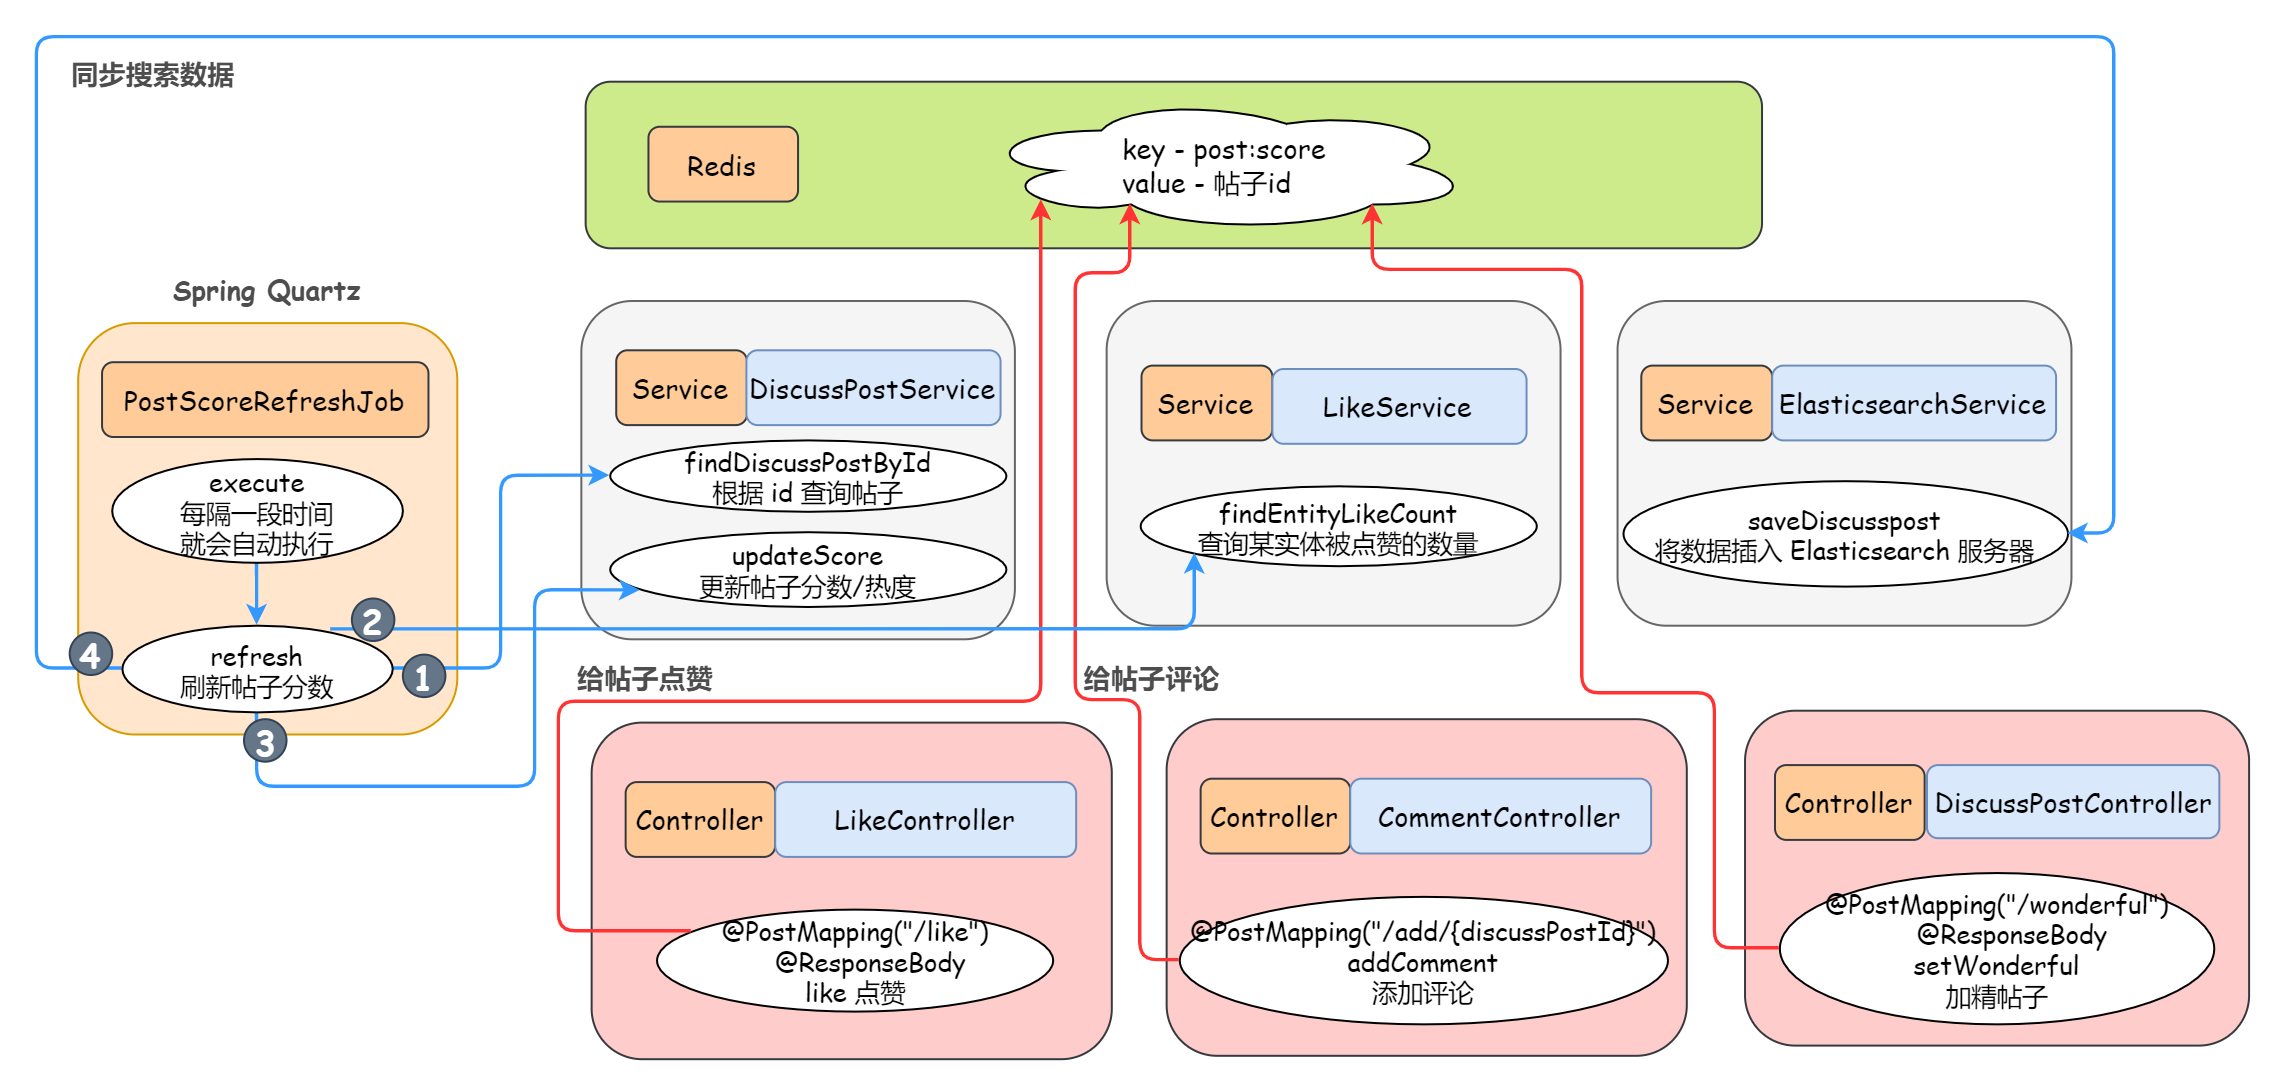 同步搜索数据
Redis
key - post:score
value - 帖子id
Spring Quartz
PostScoreRefreshJob
execute
每隔一段时间
就会自动执行
refresh
刷新帖子分数
1
2
3
4
Service
DiscussPostService
findDiscussPostById
根据 id 查询帖子
updateScore
更新帖子分数/热度
Service
LikeService
findEntityLikeCount
查询某实体被点赞的数量
Service
ElasticsearchService
saveDiscusspost
将数据插入 Elasticsearch 服务器
给帖子点赞
给帖子评论
Controller
LikeController
@PostMapping("/like")
@ResponseBody
like 点赞
Controller
CommentController
@PostMapping("/add/{discussPostId}")
addComment
添加评论
Controller
DiscussPostController
@PostMapping("/wonderful")
@ResponseBody
setWonderful
加精帖子